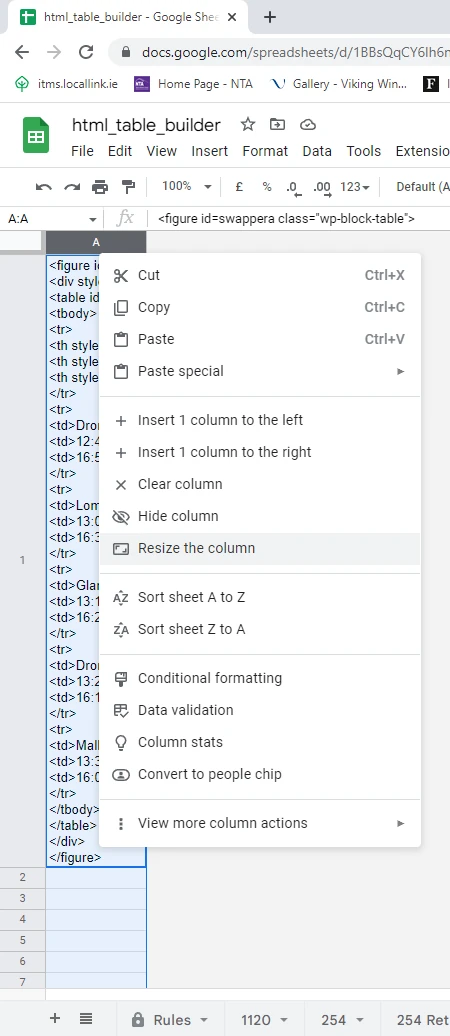 html_table_builder - Google Shee
docs.google.com/spreadsheets/d/1BBsQqCY6lh6n
itms.locallink.ie Home Page - NTA Gallery - Viking Win... F
html_table_builder
File Edit View Insert Format Data Tools Extensio
100% £ % .0 .00 123 Default (A
A:A fx <figure id=swappera class="wp-block-table">
A
1
<figure id
<div style
<table id
<tbody>
<tr>
<th style
<th style
<th style
</tr>
<tr>
<td>Dro
<td>12:4
<td>16:5
</tr>
<tr>
<td>Lom
<td>13:0
<td>16:3
</tr>
<tr>
<td>Gla
<td>13:1
<td>16:2
</tr>
<tr>
<td>Dro
<td>13:2
<td>16:1
</tr>
<tr>
<td>Mall
<td>13:3
<td>16:0
</tr>
</tbody>
</table>
</div>
</figure>
Cut Ctrl+X
Copy Ctrl+C
Paste Ctrl+V
Paste special
Insert 1 column to the left
Insert 1 column to the right
Clear column
Hide column
Resize the column
Sort sheet A to Z
Sort sheet Z to A
Conditional formatting
Data validation
Column stats
Convert to people chip
View more column actions
2
3
4
5
6
7
Rules 1120 254 254 Ret